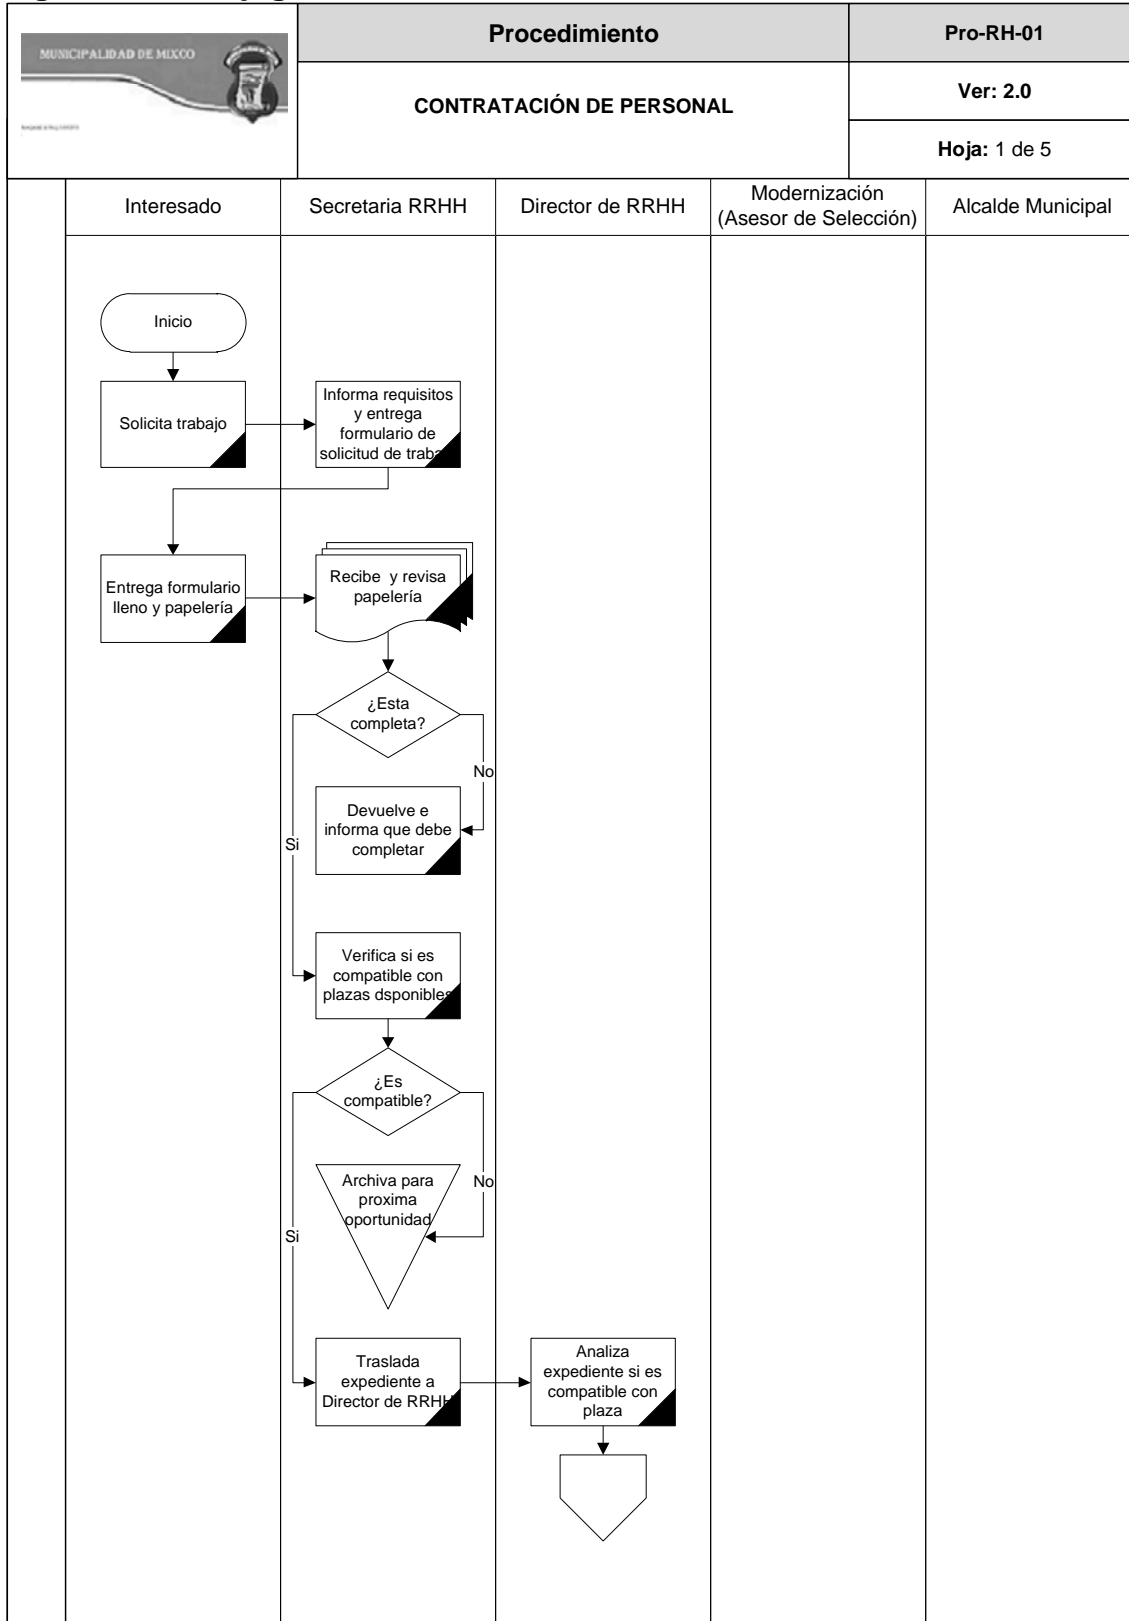 MUNICIPALIDAD DE MIXCO
Procedimiento
Pro-RH-01
CONTRATACIÓN DE PERSONAL
Ver: 2.0
Hoja: 1 de 5
Interesado
Secretaria RRHH
Director de RRHH
Modernización
(Asesor de Selección)
Alcalde Municipal
Inicio
Solicita trabajo
Informa requisitos
y entrega
formulario de
solicitud de traba
Entrega formulario
lleno y papelería
Recibe y revisa
papelería
¿Esta
completa?
No
Devuelve e
informa que debe
completar
Si
Verifica si es
compatible con
plazas dsponibles
¿Es
compatible?
No
Archiva para
proxima
oportunidad
Si
Traslada
expediente a
Director de RRHH
Analiza
expediente si es
compatible con
plaza